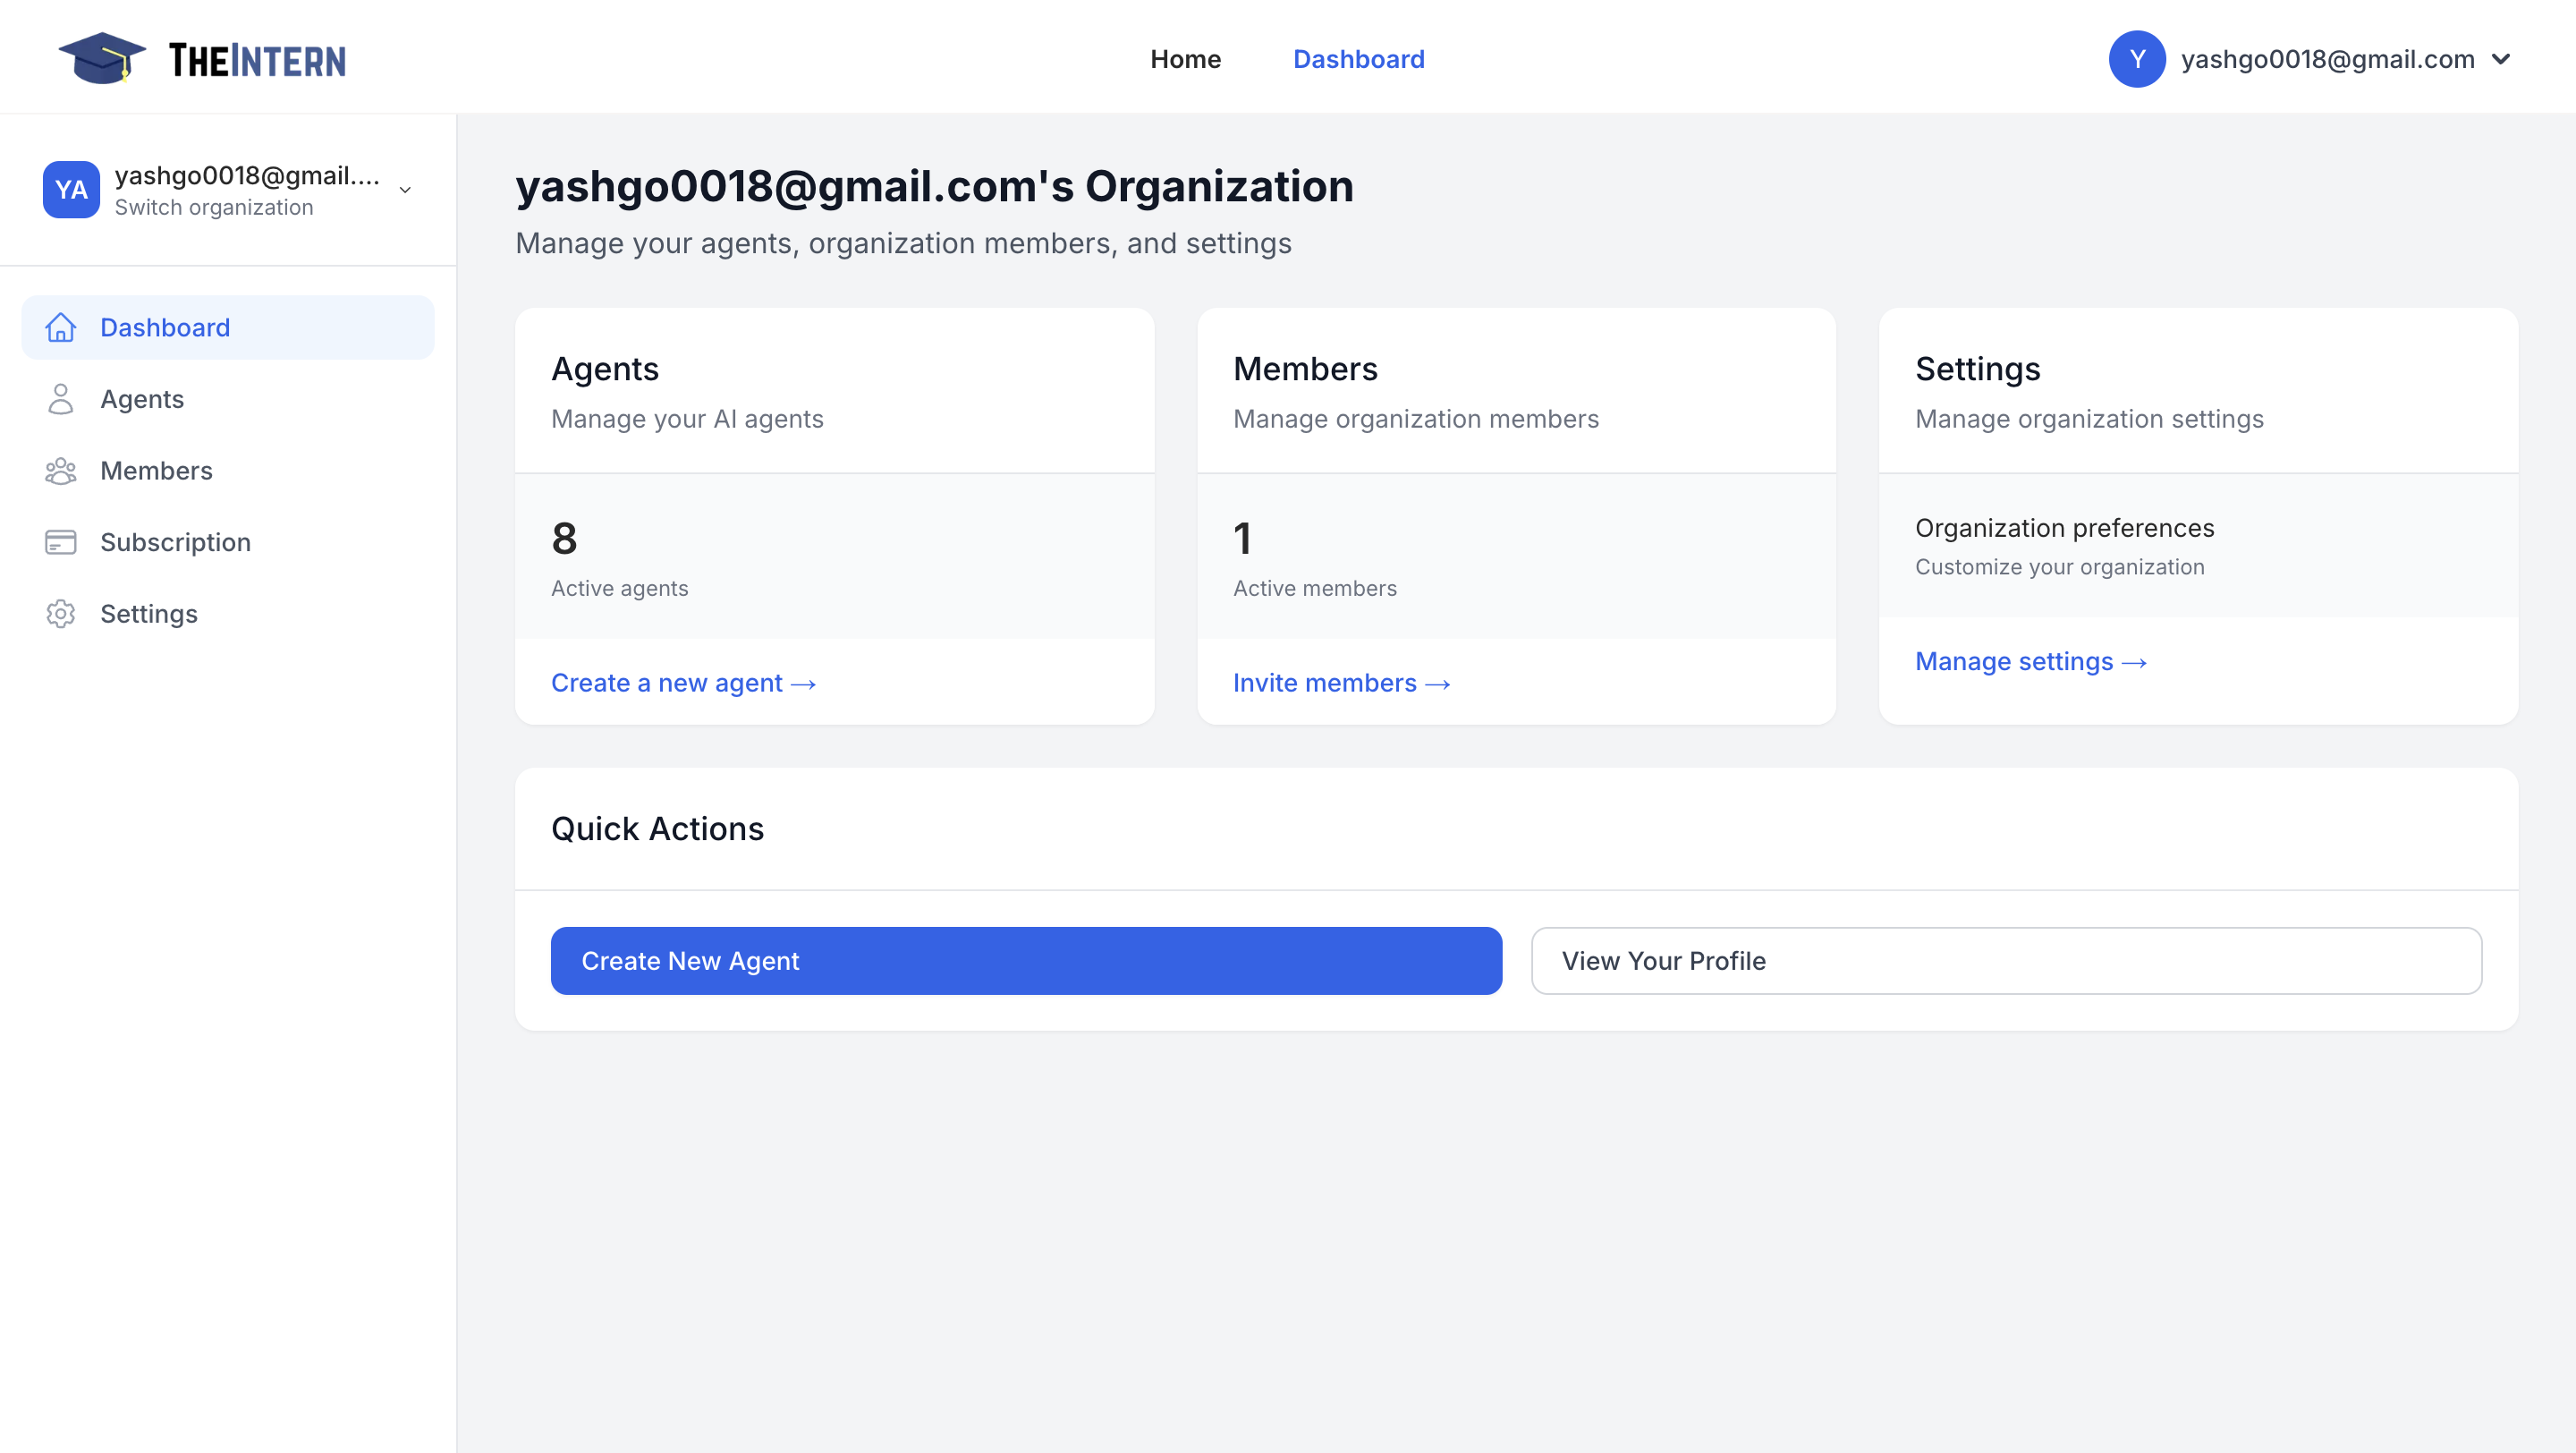 THEINTERN
Home
Dashboard
Y
yashgo0018@gmail.com
YA
yashgo0018@gmail....
Switch organization
Dashboard
Agents
Members
Subscription
Settings
yashgo0018@gmail.com's Organization
Manage your agents, organization members, and settings
Agents
Manage your AI agents
8
Active agents
Create a new agent →
Members
Manage organization members
1
Active members
Invite members →
Settings
Manage organization settings
Organization preferences
Customize your organization
Manage settings →
Quick Actions
Create New Agent
View Your Profile